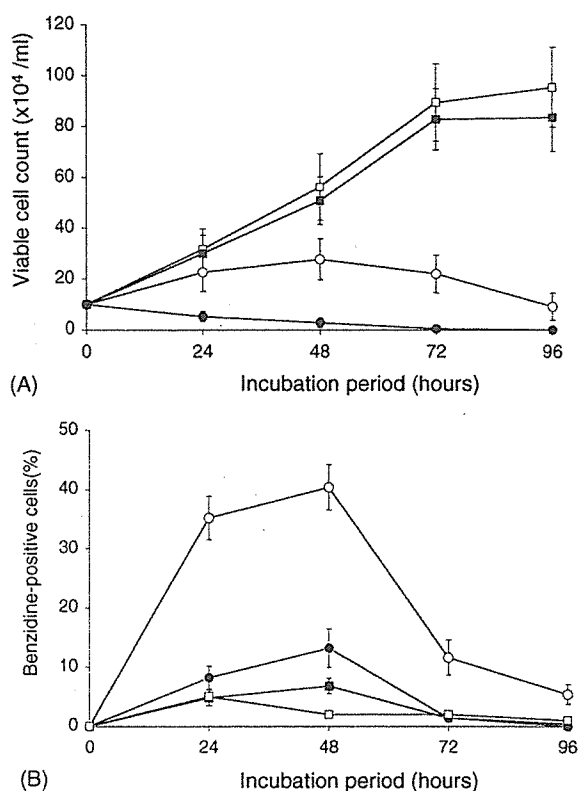 Viable cell count (x10⁴ /ml)
120
100
80
60
40
20
0
0 24 48 72 96
(A) Incubation period (hours)
Benzidine-positive cells(%)
50
40
30
20
10
0
0 24 48 72 96
(B) Incubation period (hours)